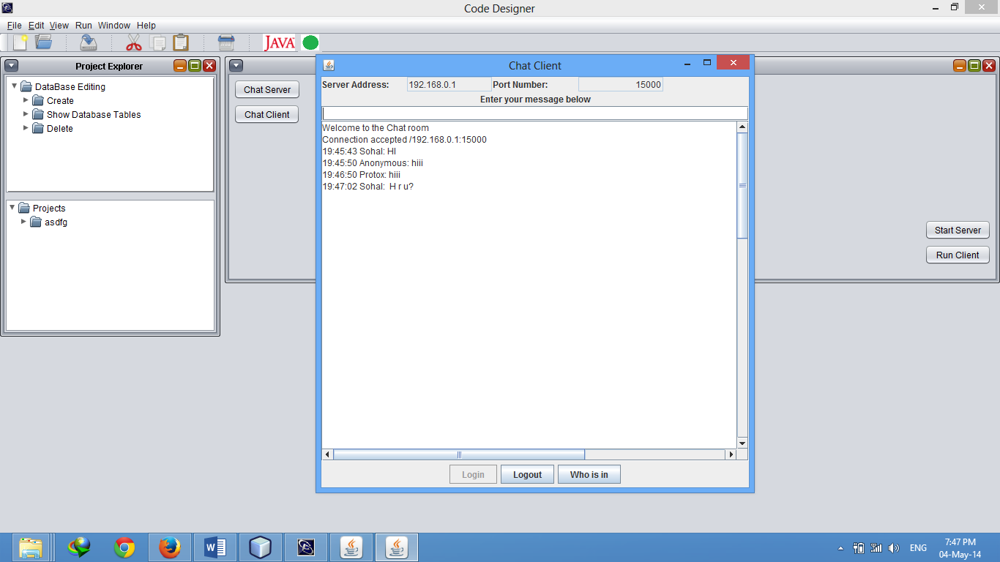 Code Designer
File Edit View Run Window Help
JAVA
Project Explorer
DataBase Editing
Create
Show Database Tables
Delete
Projects
asdfg
Chat Server
Chat Client
Chat Client
Server Address: 192.168.0.1 Port Number: 15000
Enter your message below
Welcome to the Chat room
Connection accepted /192.168.0.1:15000
19:45:43 Sohal: HI
19:45:50 Anonymous: hiii
19:46:50 Protox: hiii
19:47:02 Sohal:  H r u?
Login Logout Who is in
Start Server
Run Client
ENG
7:47 PM
04-May-14